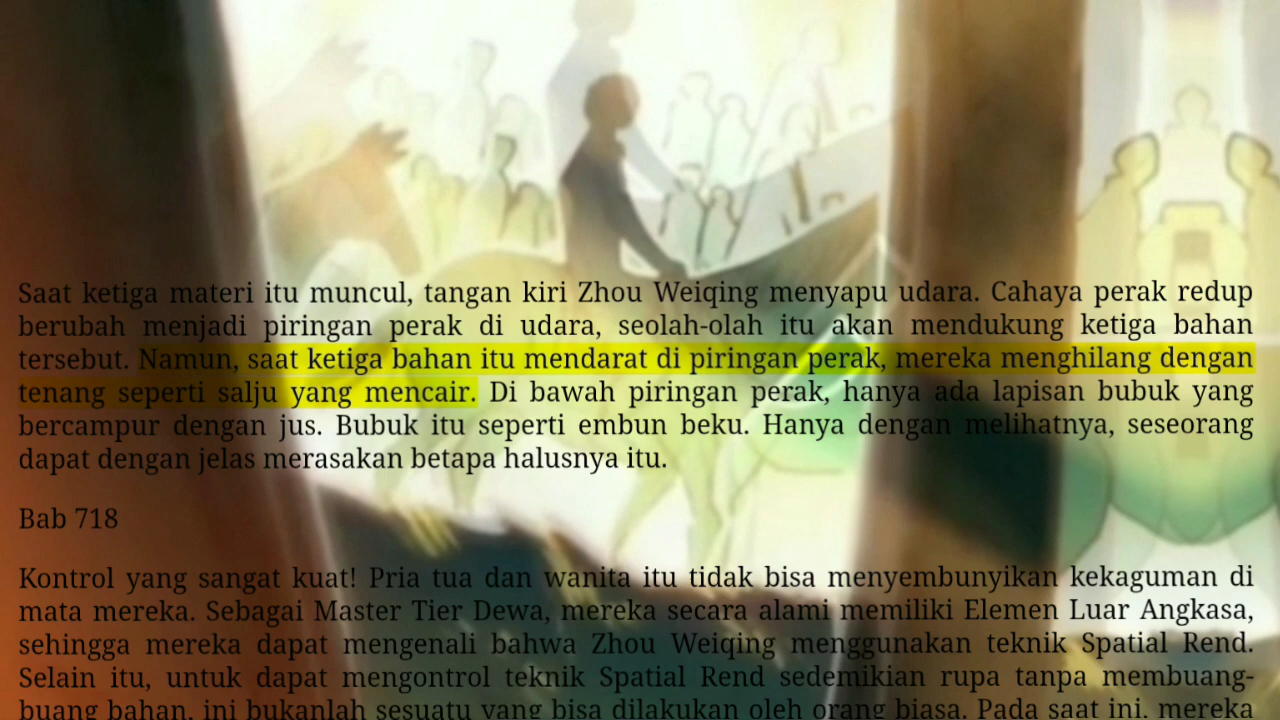 Saat ketiga materi itu muncul, tangan kiri Zhou Weiqing menyapu udara. Cahaya perak redup
berubah menjadi piringan perak di udara, seolah-olah itu akan mendukung ketiga bahan
tersebut. Namun, saat ketiga bahan itu mendarat di piringan perak, mereka menghilang dengan
tenang seperti salju yang mencair. Di bawah piringan perak, hanya ada lapisan bubuk yang
bercampur dengan jus. Bubuk itu seperti embun beku. Hanya dengan melihatnya, seseorang
dapat dengan jelas merasakan betapa halusnya itu.
Bab 718
Kontrol yang sangat kuat! Pria tua dan wanita itu tidak bisa menyembunyikan kekaguman di
mata mereka. Sebagai Master Tier Dewa, mereka secara alami memiliki Elemen Luar Angkasa,
sehingga mereka dapat mengenali bahwa Zhou Weiqing menggunakan teknik Spatial Rend.
Selain itu, untuk dapat mengontrol teknik Spatial Rend sedemikian rupa tanpa membuang-
buang bahan, ini bukanlah sesuatu yang bisa dilakukan oleh orang biasa. Pada saat ini, mereka